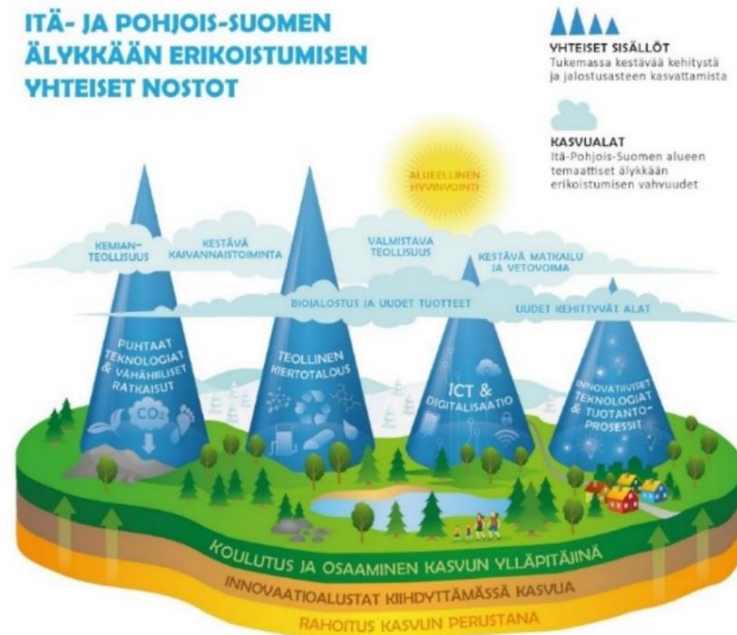 ITÄ- JA POHJOIS-SUOMEN
ÄLYKKÄÄN ERIKOISTUMISEN
YHTEISET NOSTOT
YHTEISET SISÄLLÖT
Tukemassa kestävää kehitystä
ja jalostusasteen kasvattamista
KASVUALAT
Itä-Pohjois-Suomen alueen
temaattiset älykkään
erikoistumisen vahvuudet
ALUEELLINEN
HYVINVOINTI
KEMIAN-
TEOLLISUUS
KESTÄVÄ
KAIVANNAISTOIMINTA
VALMISTAVA
TEOLLISUUS
KESTÄVÄ MATKAILU
JA VETOVOIMA
BIOJALOSTUS JA UUDET TUOTTEET
UUDET KEHITTYVÄT ALAT
PUHTAAT
TEKNOLOGIAT
& VÄHÄHIILISET
RATKAISUT
CO₂
TEOLLINEN
KIERTOTALOUS
ICT &
DIGITALISAATIO
INNOVATIIVISET
TEKNOLOGIAT
& TUOTANTO-
PROSESSIT
KOULUTUS JA OSAAMINEN KASVUN YLLÄPITÄJINÄ
INNOVAATIOALUSTAT KIIHDYTTÄMÄSSÄ KASVUA
RAHOITUS KASVUN PERUSTANA